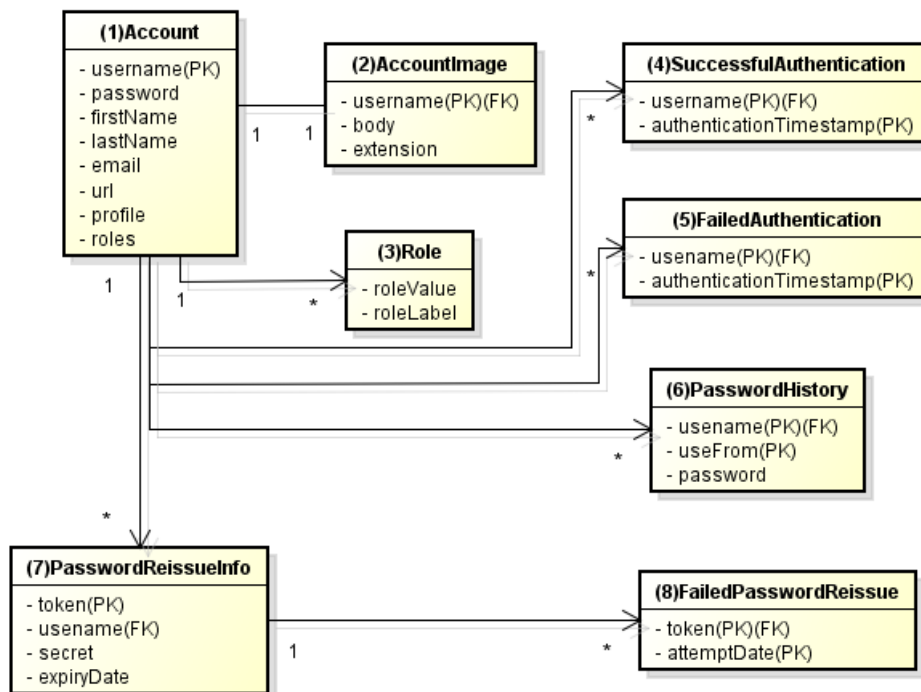 (1)Account
- username(PK)
- password
- firstName
- lastName
- email
- url
- profile
- roles
(2)AccountImage
- username(PK)(FK)
- body
- extension
1
1
(4)SuccessfulAuthentication
- username(PK)(FK)
- authenticationTimestamp(PK)
*
(5)FailedAuthentication
- usename(PK)(FK)
- authenticationTimestamp(PK)
*
(3)Role
- roleValue
- roleLabel
1
1
*
(6)PasswordHistory
- usename(PK)(FK)
- useFrom(PK)
- password
*
*
(7)PasswordReissueInfo
- token(PK)
- usename(FK)
- secret
- expiryDate
(8)FailedPasswordReissue
- token(PK)(FK)
- attemptDate(PK)
1
*